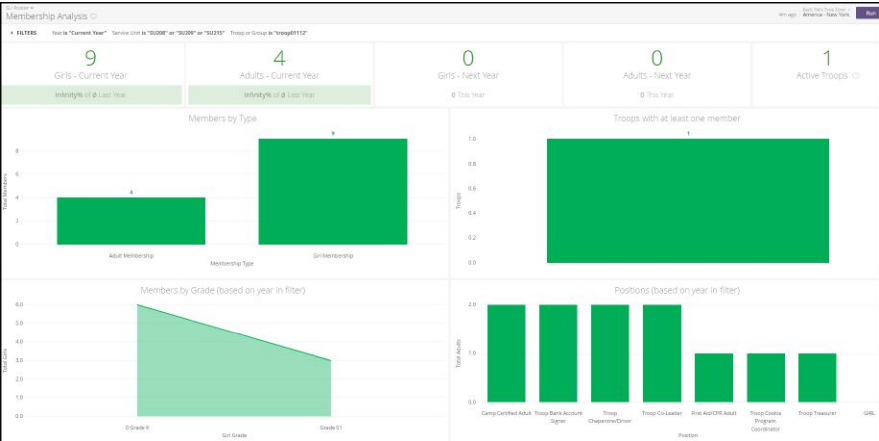 Membership Analysis
4m ago
America - New York
Run
FILTERS Year is "Current Year" Service Unit is "SU208" or "SU209" or "SU215" Troop or Group is "troop01112"
9
Girls - Current Year
Infinity% of Ø Last Year
4
Adults - Current Year
Infinity% of Ø Last Year
0
Girls - Next Year
0 This Year
0
Adults - Next Year
0 This Year
1
Active Troops
Members by Type
Total Members
8
6
4
2
0
4
9
Adult Membership
Girl Membership
Membership Type
Troops with at least one member
Troops
1.0
0.8
0.6
0.4
0.2
0.0
1
Members by Grade (based on year in filter)
Total Girls
6.0
5.0
4.0
3.0
2.0
1.0
0.0
Grade 01
Girl Grade
Positions (based on year in filter)
Total Adults
2.0
1.0
0.0
Camp Certified Adult
Troop Bank Account
Signer
Troop
Chaperone/Driver
Troop Co-Leader
First Aid/CPR Adult
Troop Cookie
Program
Coordinator
Troop Treasurer
Position